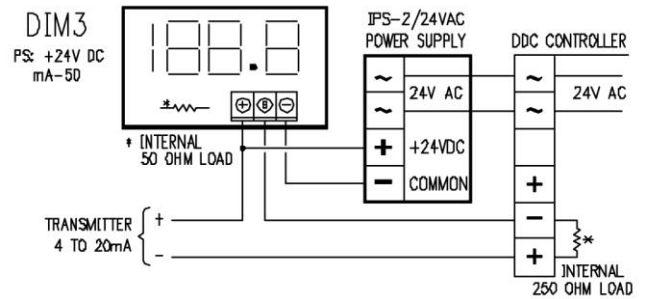 DIM3
PS: +24V DC
mA-50
188.8
*
+ B −
* INTERNAL
50 OHM LOAD
IPS-2/24VAC
POWER SUPPLY
~
24V AC
~
+ +24VDC
− COMMON
DDC CONTROLLER
~
24V AC
~
+
−
+
*
INTERNAL
250 OHM LOAD
TRANSMITTER
4 TO 20mA
+
−